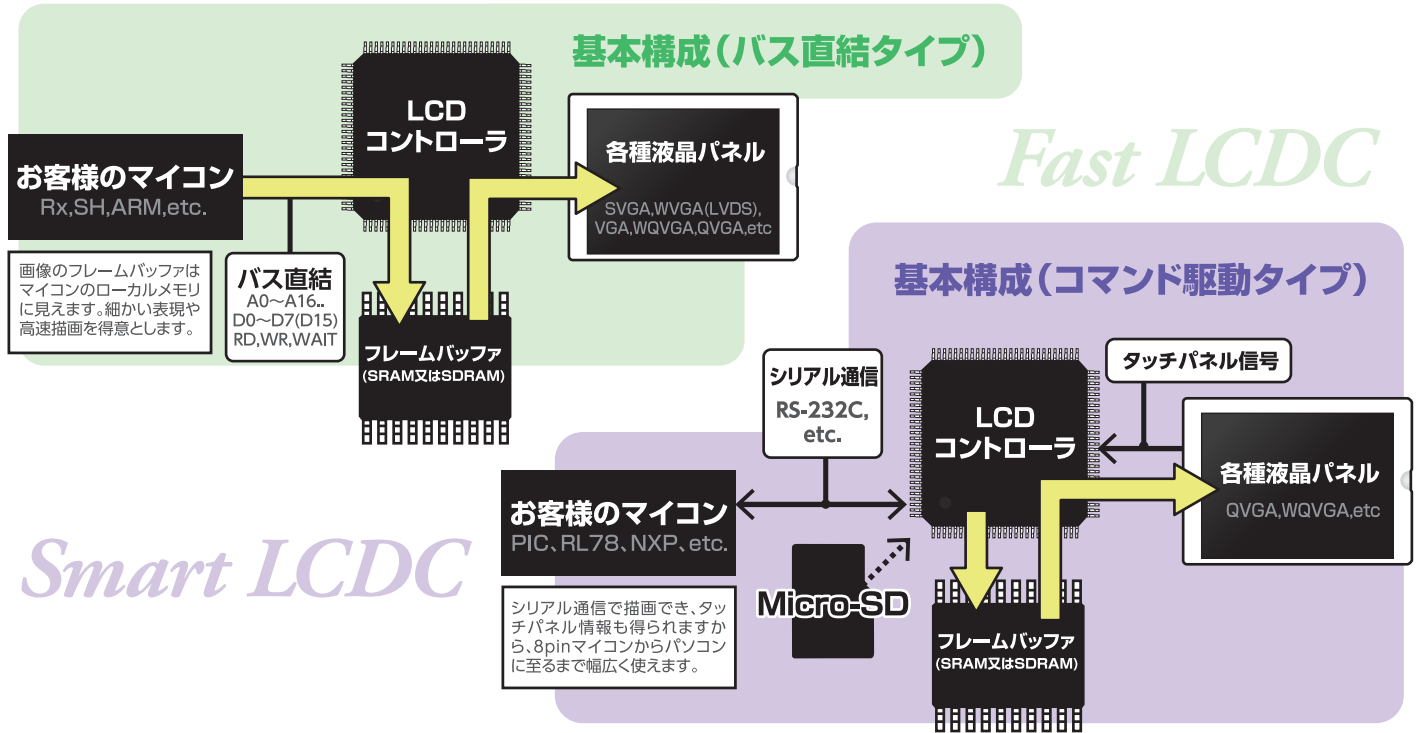 基本構成（バス直結タイプ）
LCD
コントローラ
お客様のマイコン
Rx,SH,ARM,etc.
各種液晶パネル
SVGA,WVGA(LVDS),
VGA,WQVGA,QVGA,etc
画像のフレームバッファは
マイコンのローカルメモリ
に見えます。細かい表現や
高速描画を得意とします。
バス直結
A0〜A16..
D0〜D7(D15)
RD,WR,WAIT
フレームバッファ
(SRAM又はSDRAM)
Fast LCDC
基本構成（コマンド駆動タイプ）
シリアル通信
RS-232C,
etc.
タッチパネル信号
LCD
コントローラ
お客様のマイコン
PIC、RL78、NXP、etc.
各種液晶パネル
QVGA,WQVGA,etc
Smart LCDC
シリアル通信で描画でき、タッ
チパネル情報も得られますか
ら、8pinマイコンからパソコン
に至るまで幅広く使えます。
Micro-SD
フレームバッファ
(SRAM又はSDRAM)